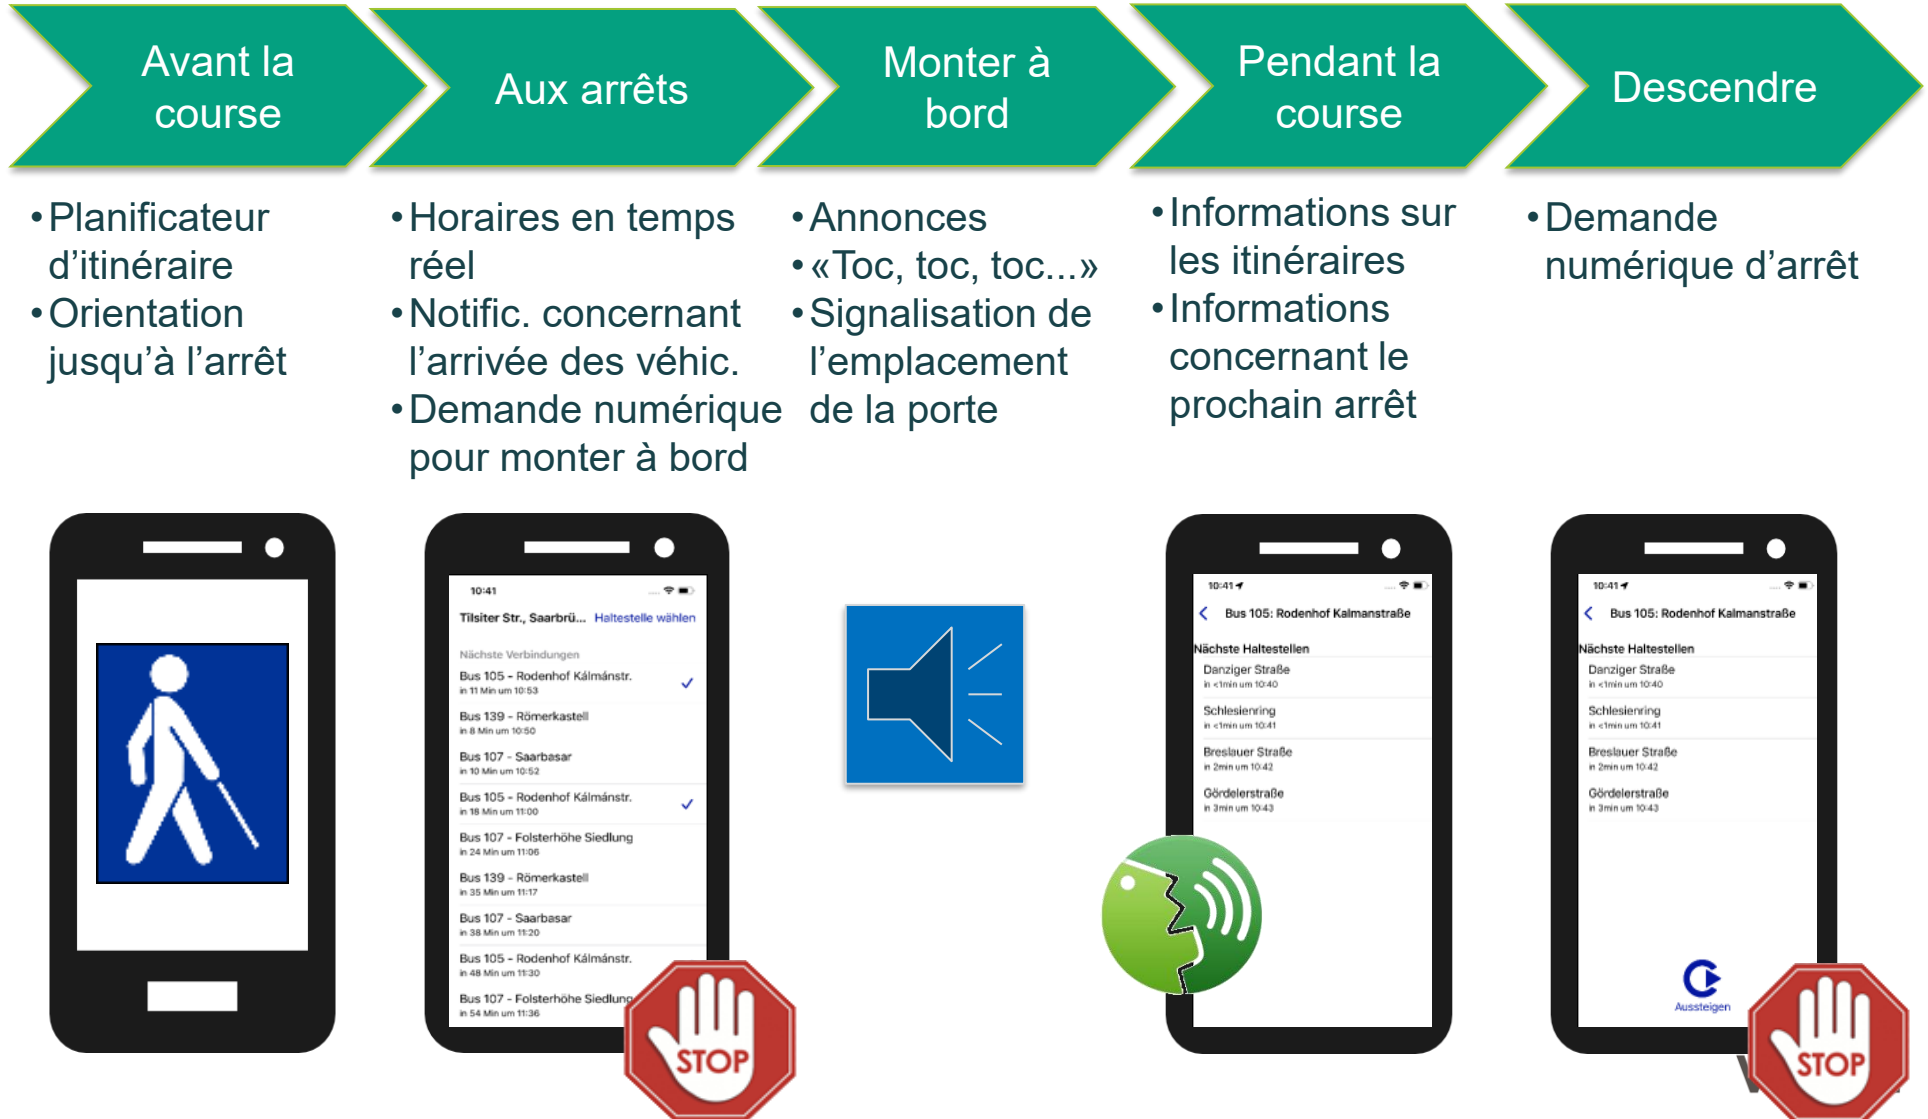 Avant la
course
Aux arrêts
Monter à
bord
Pendant la
course
Descendre
•Planificateur
d’itinéraire
•Orientation
jusqu’à l’arrêt
•Horaires en temps
réel
•Notific. concernant
l’arrivée des véhic.
•Demande numérique
pour monter à bord
•Annonces
•«Toc, toc, toc...»
•Signalisation de
l’emplacement
de la porte
•Informations sur
les itinéraires
•Informations
concernant le
prochain arrêt
•Demande
numérique d’arrêt
10:41
Tilsiter Str., Saarbrü... Haltestelle wählen
Nächste Verbindungen
Bus 105 - Rodenhof Kálmánstr.
in 11 Min um 10:53
Bus 139 - Römerkastell
in 8 Min um 10:50
Bus 107 - Saarbasar
in 10 Min um 10:52
Bus 105 - Rodenhof Kálmánstr.
in 18 Min um 11:00
Bus 107 - Folsterhöhe Siedlung
in 24 Min um 11:06
Bus 139 - Römerkastell
in 35 Min um 11:17
Bus 107 - Saarbasar
in 38 Min um 11:20
Bus 105 - Rodenhof Kálmánstr.
in 48 Min um 11:30
Bus 107 - Folsterhöhe Siedlung
in 54 Min um 11:36
STOP
10:41
Bus 105: Rodenhof Kalmanstraße
Nächste Haltestellen
Danziger Straße
in <1min um 10:40
Schlesienring
in <1min um 10:41
Breslauer Straße
in 2min um 10:42
Gördelerstraße
in 3min um 10:43
10:41
Bus 105: Rodenhof Kalmanstraße
Nächste Haltestellen
Danziger Straße
in <1min um 10:40
Schlesienring
in <1min um 10:41
Breslauer Straße
in 2min um 10:42
Gördelerstraße
in 3min um 10:43
Aussteigen
STOP